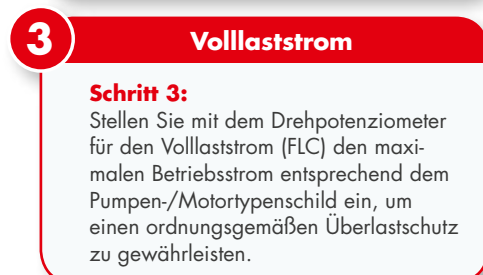 3
Volllaststrom
Schritt 3:
Stellen Sie mit dem Drehpotenziometer
für den Volllaststrom (FLC) den maxi-
malen Betriebsstrom entsprechend dem
Pumpen-/Motortypenschild ein, um
einen ordnungsgemäßen Überlastschutz
zu gewährleisten.